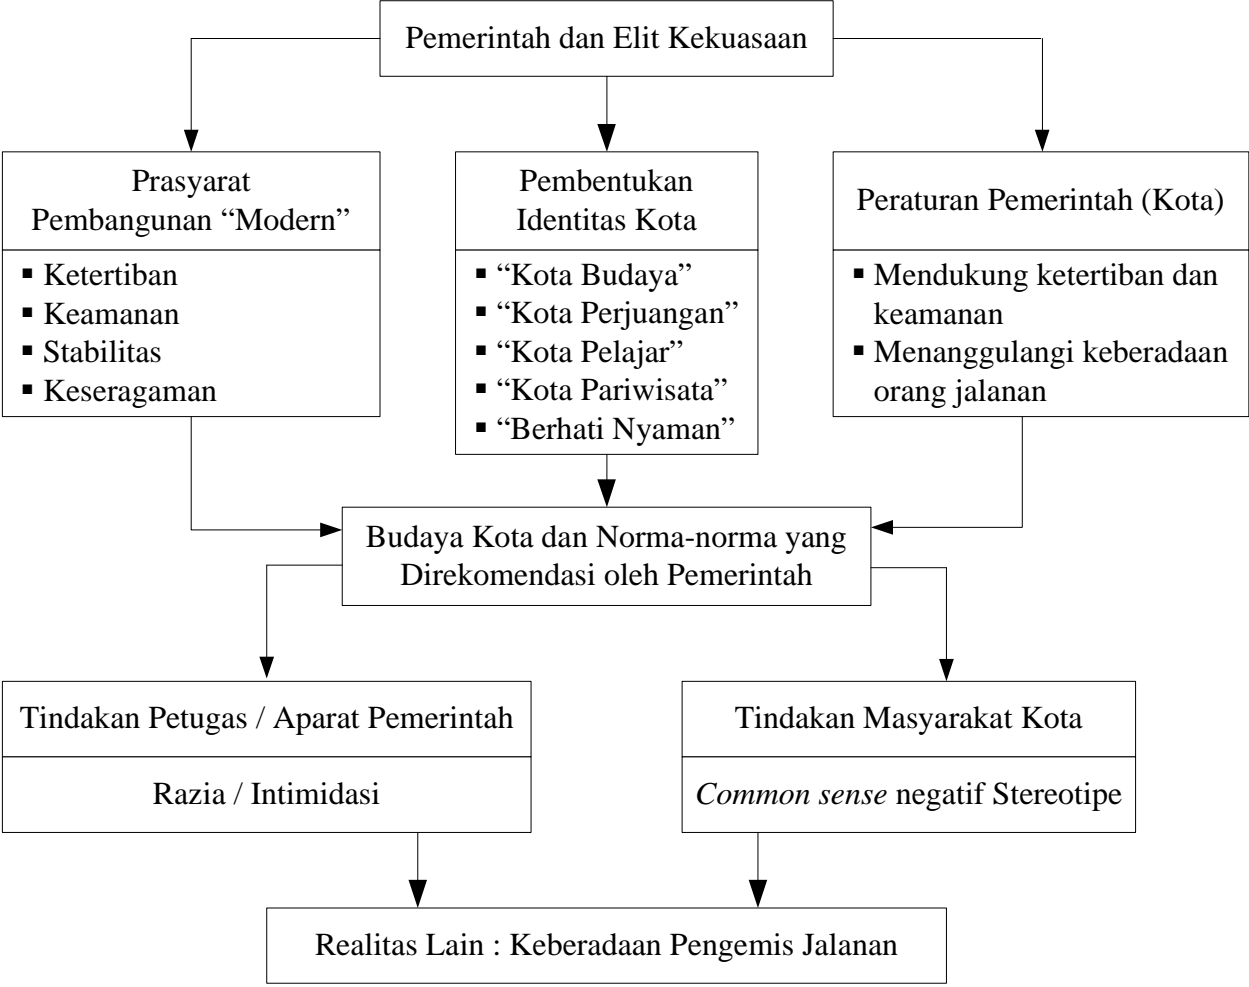 Pemerintah dan Elit Kekuasaan
Prasyarat
Pembangunan “Modern”
▪ Ketertiban
▪ Keamanan
▪ Stabilitas
▪ Keseragaman
Pembentukan
Identitas Kota
▪ “Kota Budaya”
▪ “Kota Perjuangan”
▪ “Kota Pelajar”
▪ “Kota Pariwisata”
▪ “Berhati Nyaman”
Peraturan Pemerintah (Kota)
▪ Mendukung ketertiban dan
keamanan
▪ Menanggulangi keberadaan
orang jalanan
Budaya Kota dan Norma-norma yang
Direkomendasi oleh Pemerintah
Tindakan Petugas / Aparat Pemerintah
Razia / Intimidasi
Tindakan Masyarakat Kota
Common sense negatif Stereotipe
Realitas Lain : Keberadaan Pengemis Jalanan